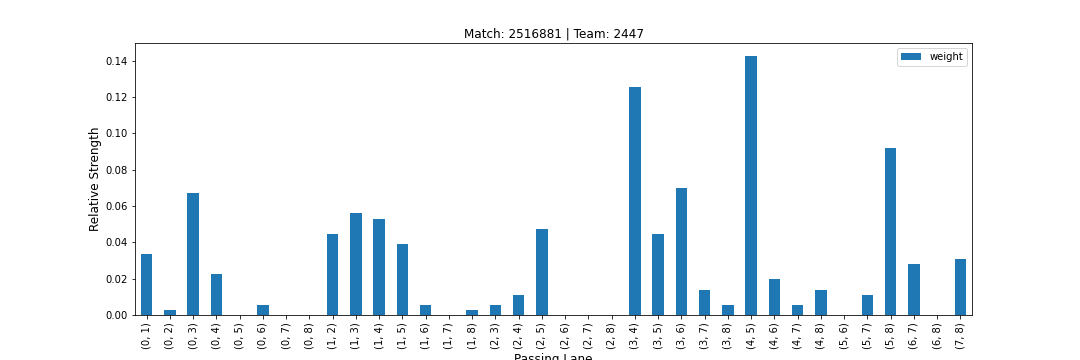 Match: 2516881 | Team: 2447
weight
Relative Strength
0.14
0.12
0.10
0.08
0.06
0.04
0.02
0.00
(0, 1) (0, 2) (0, 3) (0, 4) (0, 5) (0, 6) (0, 7) (0, 8) (1, 2) (1, 3) (1, 4) (1, 5) (1, 6) (1, 7) (1, 8) (2, 3) (2, 4) (2, 5) (2, 6) (2, 7) (2, 8) (3, 4) (3, 5) (3, 6) (3, 7) (3, 8) (4, 5) (4, 6) (4, 7) (4, 8) (5, 6) (5, 7) (5, 8) (6, 7) (6, 8) (7, 8)
Passing Lane